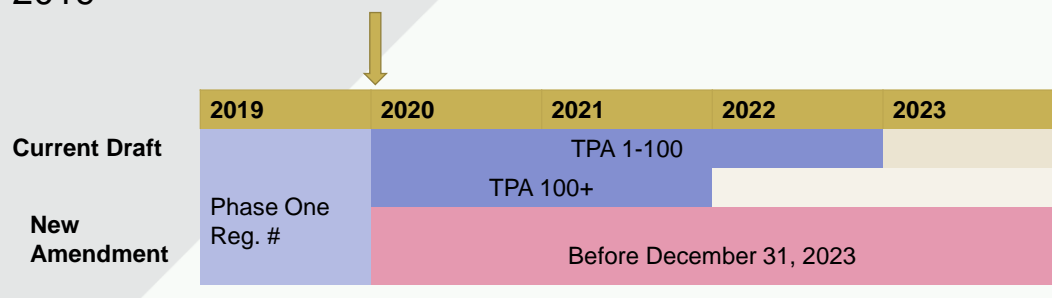 2019 2020 2021 2022 2023
Current Draft
TPA 1-100
TPA 100+
Phase One
Reg. #
New
Amendment
Before December 31, 2023